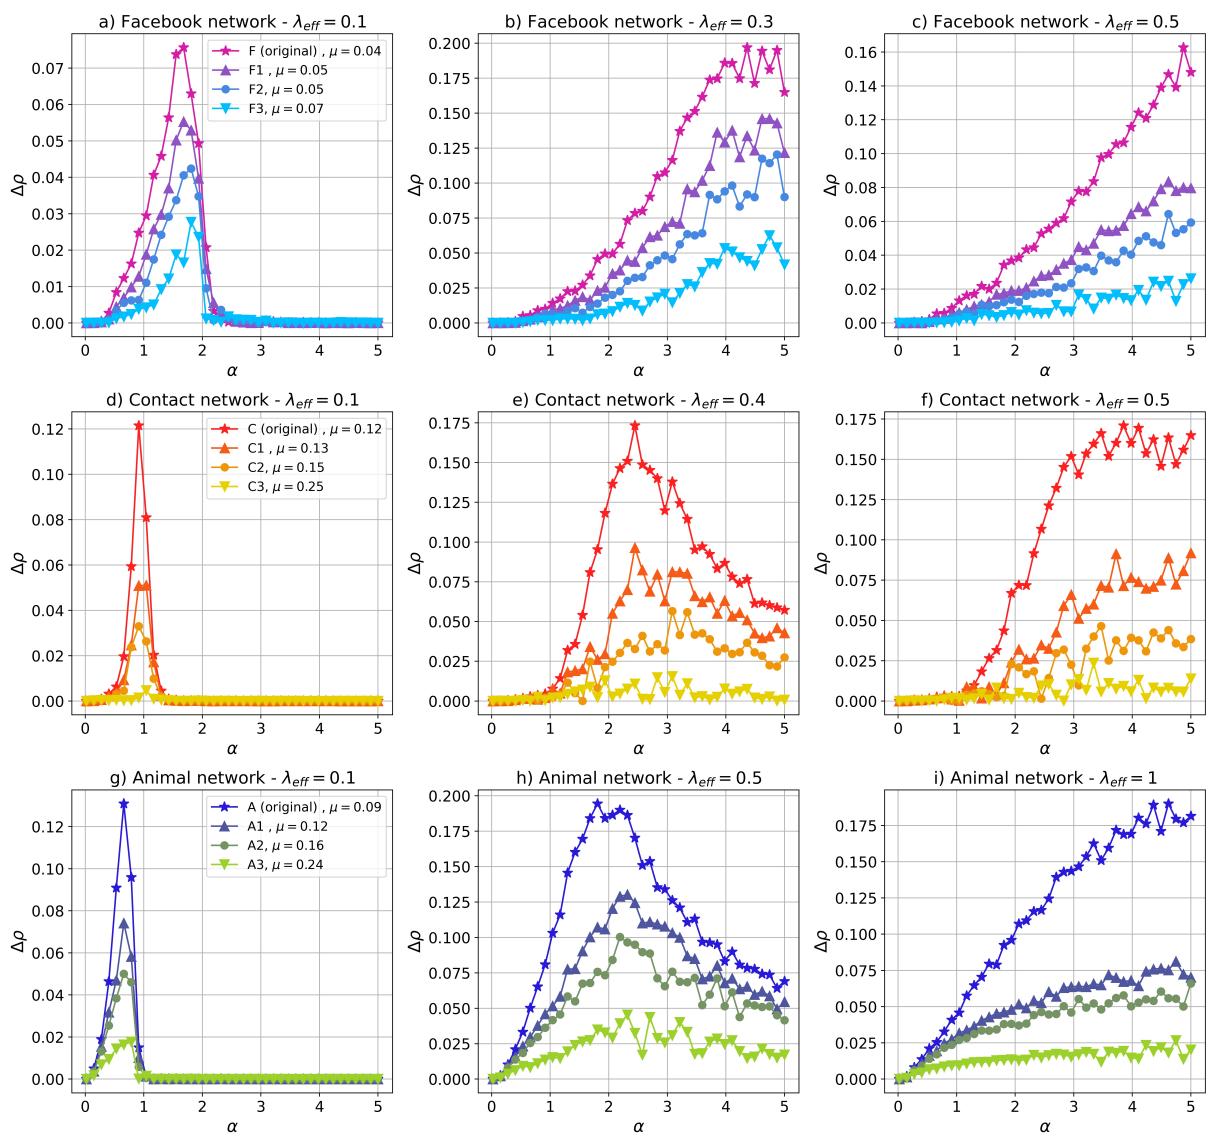 a) Facebook network - λ_eff = 0.1
b) Facebook network - λ_eff = 0.3
c) Facebook network - λ_eff = 0.5
Δρ
0.07
0.06
0.05
0.04
0.03
0.02
0.01
0.00
F (original) , μ = 0.04
F1 , μ = 0.05
F2, μ = 0.05
F3, μ = 0.07
0 1 2 3 4 5
α
Δρ
0.200
0.175
0.150
0.125
0.100
0.075
0.050
0.025
0.000
0 1 2 3 4 5
α
Δρ
0.16
0.14
0.12
0.10
0.08
0.06
0.04
0.02
0.00
0 1 2 3 4 5
α
d) Contact network - λ_eff = 0.1
e) Contact network - λ_eff = 0.4
f) Contact network - λ_eff = 0.5
Δρ
0.12
0.10
0.08
0.06
0.04
0.02
0.00
C (original) , μ = 0.12
C1 , μ = 0.13
C2, μ = 0.15
C3, μ = 0.25
0 1 2 3 4 5
α
Δρ
0.175
0.150
0.125
0.100
0.075
0.050
0.025
0.000
0 1 2 3 4 5
α
Δρ
0.175
0.150
0.125
0.100
0.075
0.050
0.025
0.000
0 1 2 3 4 5
α
g) Animal network - λ_eff = 0.1
h) Animal network - λ_eff = 0.5
i) Animal network - λ_eff = 1
Δρ
0.12
0.10
0.08
0.06
0.04
0.02
0.00
A (original) , μ = 0.09
A1 , μ = 0.12
A2, μ = 0.16
A3, μ = 0.24
0 1 2 3 4 5
α
Δρ
0.200
0.175
0.150
0.125
0.100
0.075
0.050
0.025
0.000
0 1 2 3 4 5
α
Δρ
0.175
0.150
0.125
0.100
0.075
0.050
0.025
0.000
0 1 2 3 4 5
α